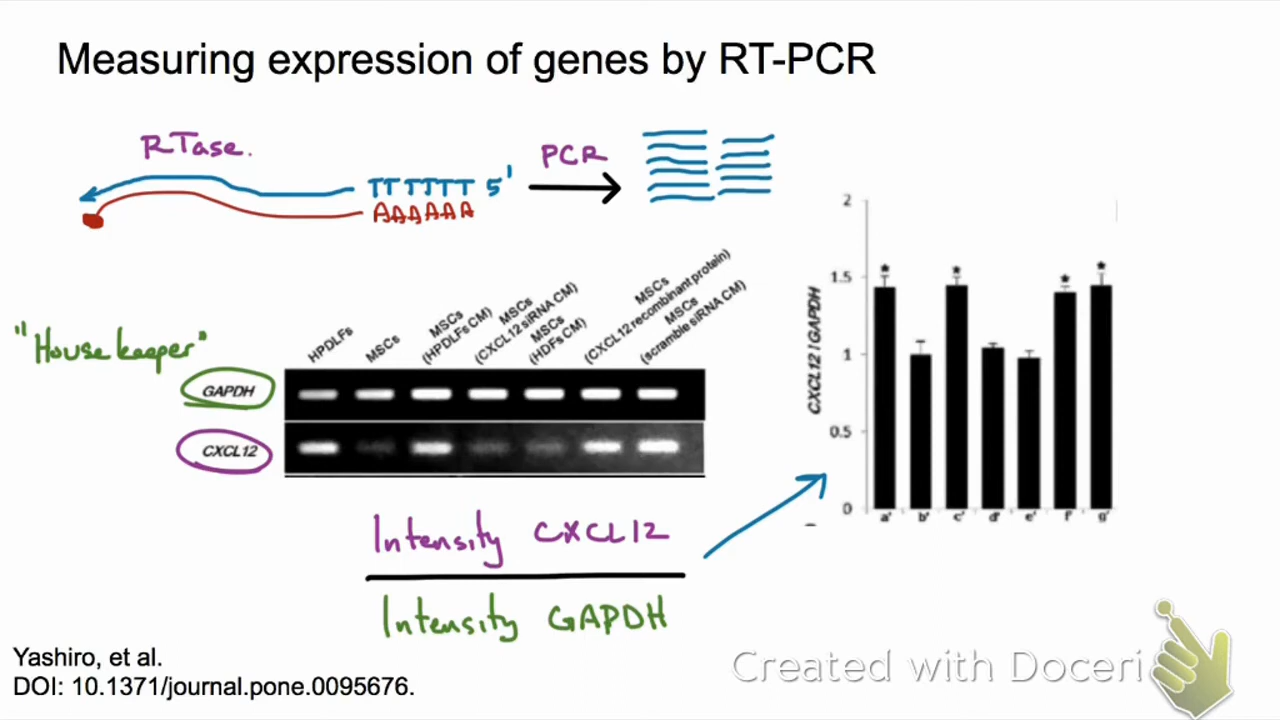 Measuring expression of genes by RT-PCR
RTase.
TTTTTT 5'
AAAAAA
PCR
"Housekeeper"
HPDLFs
MSCs
MSCs
(HPDLFs CM)
MSCs
(CXCL12 siRNA CM)
MSCs
(HDFs CM)
MSCs
(CXCL12 recombinant protein)
MSCs
(scramble siRNA CM)
GAPDH
CXCL12
Intensity CXCL12
Intensity GAPDH
CXCL12 / GAPDH
2
1.5
1
0.5
0
* * * *
a' b' c' d' e' f' g'
Yashiro, et al.
DOI: 10.1371/journal.pone.0095676.
Created with Doceri